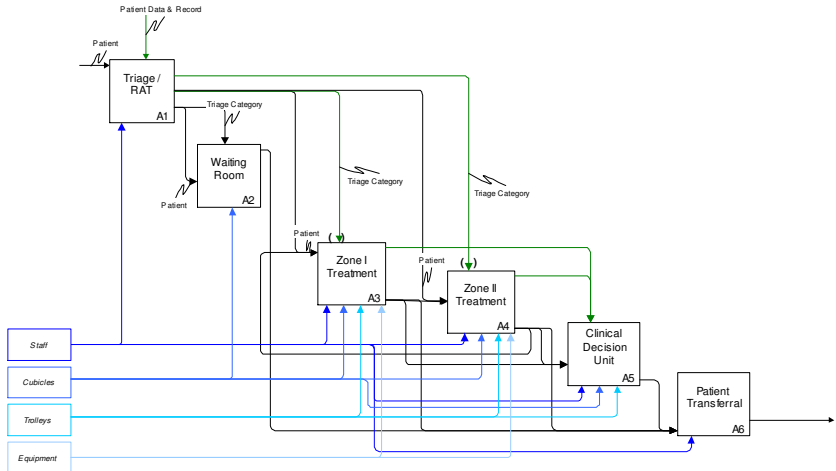 Patient Data & Record
Patient
Triage /
RAT
A1
Triage Category
Waiting
Room
A2
Patient
Triage Category
Triage Category
Patient
( )
Zone I
Treatment
A3
Patient
( )
Zone II
Treatment
A4
Clinical
Decision
Unit
A5
Staff
Cubicles
Trolleys
Equipment
Patient
Transferral
A6